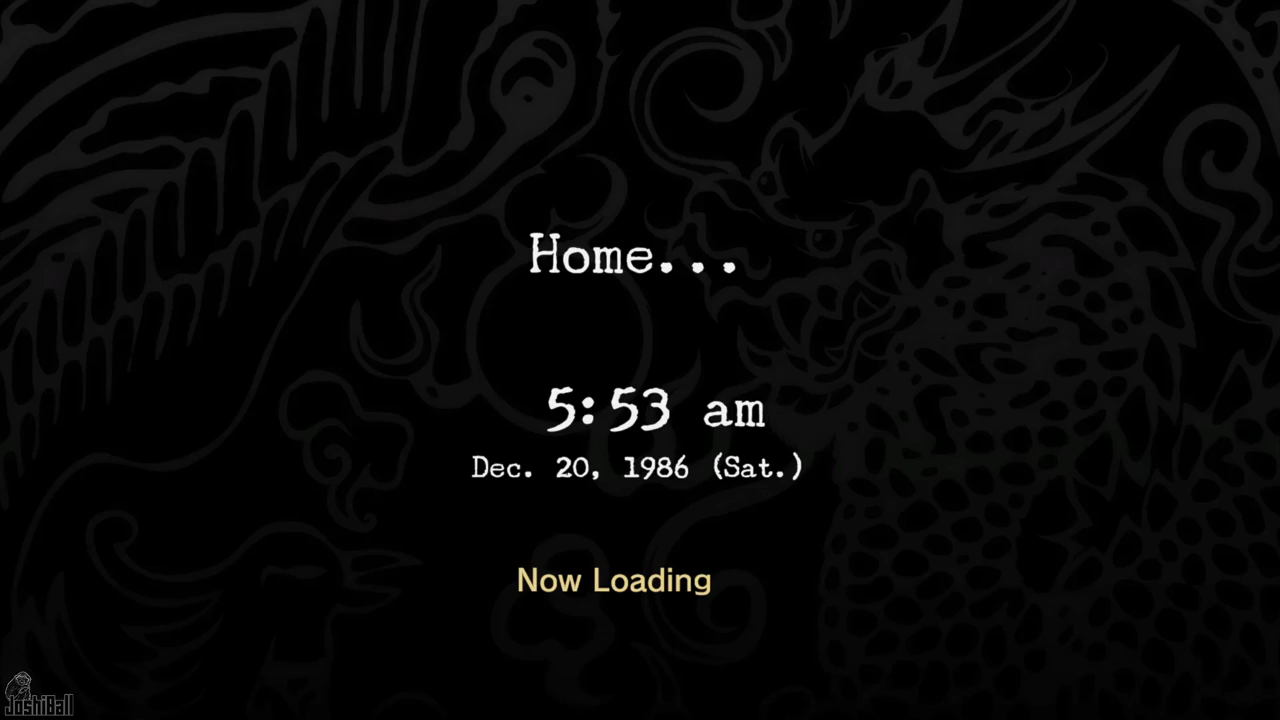 Home...
5:53 am
Dec. 20, 1986 (Sat.)
Now Loading
JoshiBall